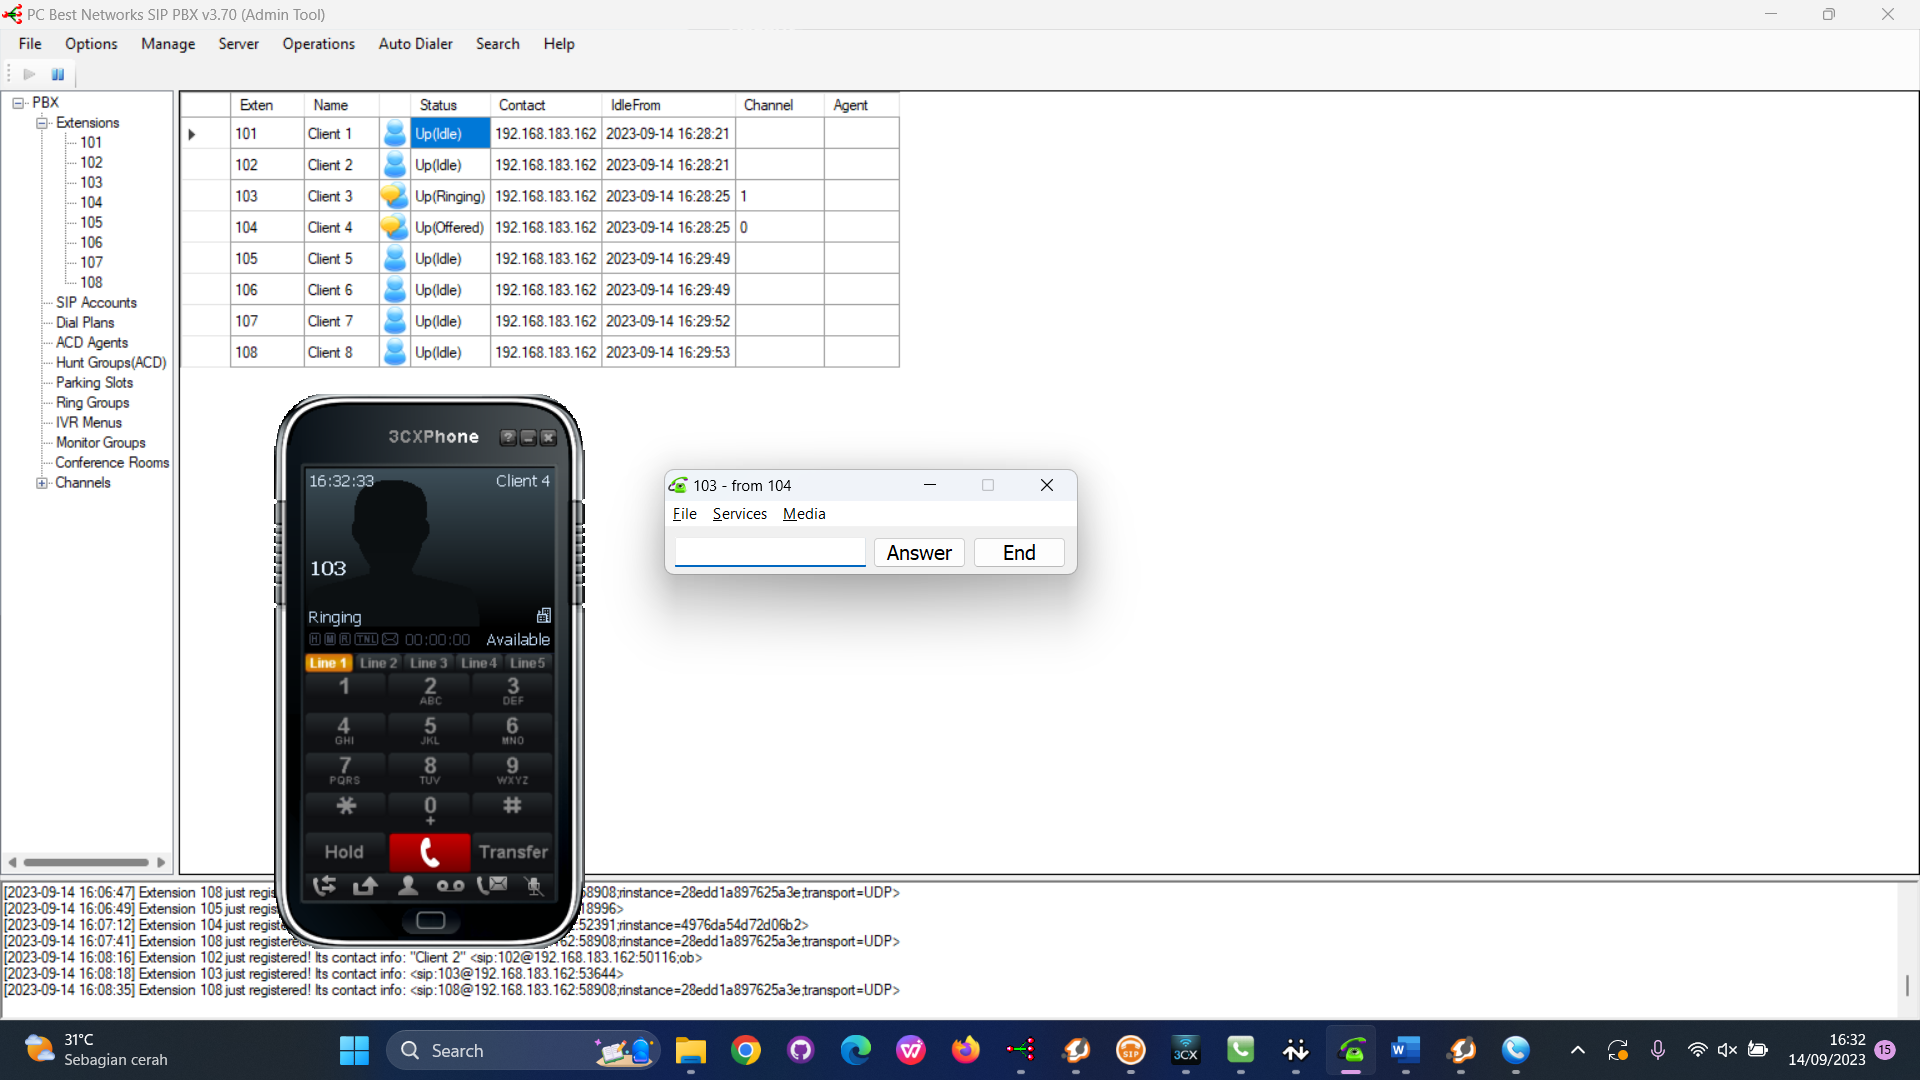 PC Best Networks SIP PBX v3.70 (Admin Tool)
File Options Manage Server Operations Auto Dialer Search Help
PBX
Extensions
101
102
103
104
105
106
107
108
SIP Accounts
Dial Plans
ACD Agents
Hunt Groups(ACD)
Parking Slots
Ring Groups
IVR Menus
Monitor Groups
Conference Rooms
Channels
Exten Name Status Contact IdleFrom Channel Agent
101 Client 1 Up(Idle) 192.168.183.162 2023-09-14 16:28:21
102 Client 2 Up(Idle) 192.168.183.162 2023-09-14 16:28:21
103 Client 3 Up(Ringing) 192.168.183.162 2023-09-14 16:28:25 1
104 Client 4 Up(Offered) 192.168.183.162 2023-09-14 16:28:25 0
105 Client 5 Up(Idle) 192.168.183.162 2023-09-14 16:29:49
106 Client 6 Up(Idle) 192.168.183.162 2023-09-14 16:29:49
107 Client 7 Up(Idle) 192.168.183.162 2023-09-14 16:29:52
108 Client 8 Up(Idle) 192.168.183.162 2023-09-14 16:29:53
3CXPhone
16:32:33 Client 4
103
Ringing
H M R TNL 00:00:00 Available
Line 1 Line 2 Line 3 Line 4 Line5
1 2 3
ABC DEF
4 5 6
GHI JKL MNO
7 8 9
PQRS TUV WXYZ
* 0 #
+
Hold Transfer
103 - from 104
File Services Media
Answer End
[2023-09-14 16:06:47] Extension 108 just regis 58908;rinstance=28edd1a897625a3e;transport=UDP>
[2023-09-14 16:06:49] Extension 105 just regis 18996>
[2023-09-14 16:07:12] Extension 104 just registe :52391;rinstance=4976da54d72d06b2>
[2023-09-14 16:07:41] Extension 108 just registered 162:58908;rinstance=28edd1a897625a3e;transport=UDP>
[2023-09-14 16:08:16] Extension 102 just registered! Its contact info: "Client 2" <sip:102@192.168.183.162:50116;ob>
[2023-09-14 16:08:18] Extension 103 just registered! Its contact info: <sip:103@192.168.183.162:53644>
[2023-09-14 16:08:35] Extension 108 just registered! Its contact info: <sip:108@192.168.183.162:58908;rinstance=28edd1a897625a3e;transport=UDP>
31°C
Sebagian cerah
Search
SIP
3CX
W
16:32
14/09/2023
15